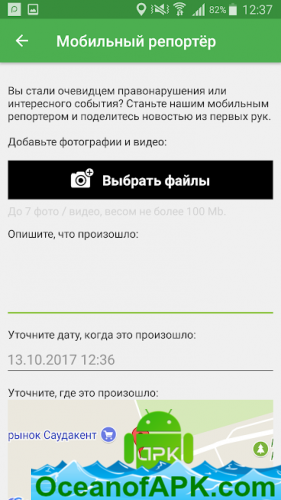 82% 12:37
Мобильный репортёр
Вы стали очевидцем правонарушения или
интересного события? Станьте нашим мобильным
репортером и поделитесь новостью из первых рук.
Добавьте фотографии и видео:
Выбрать файлы
До 7 фото / видео, весом не более 100 Mb.
Опишите, что произошло:
Уточните дату, когда это произошло:
13.10.2017 12:36
Уточните, где это произошло:
рынок Саудакент
APK
OceanofAPK.com